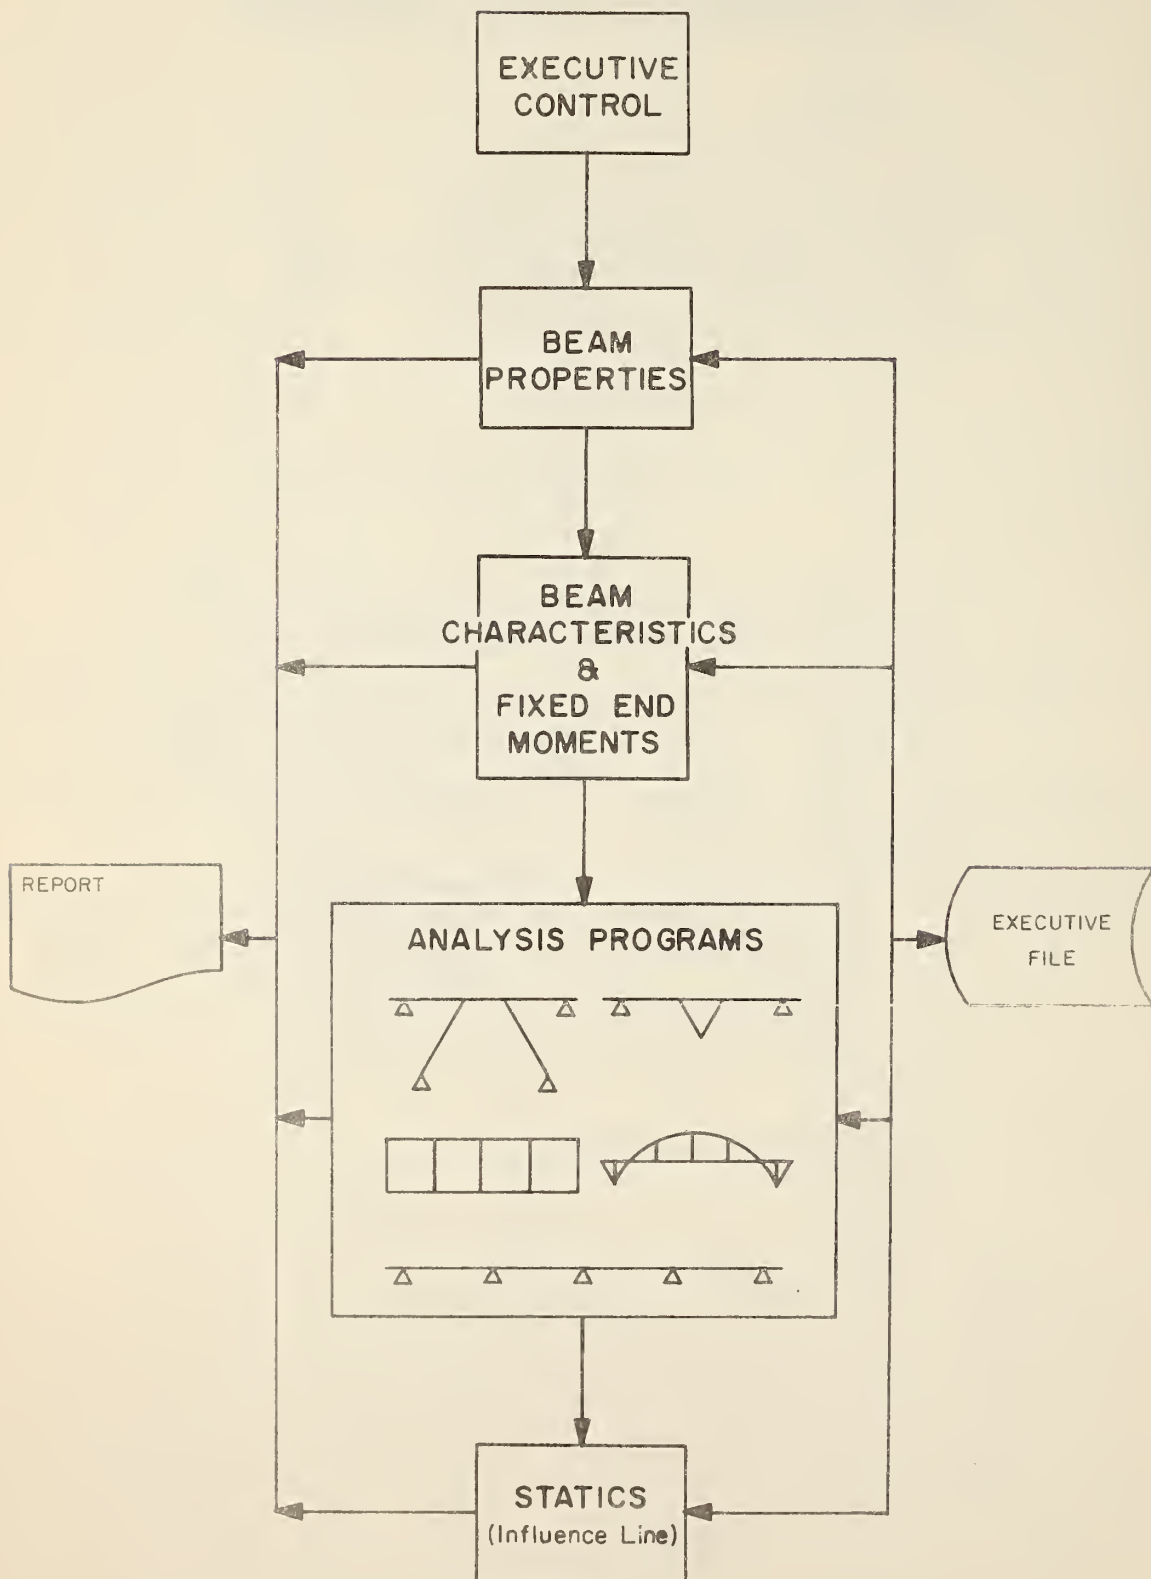 EXECUTIVE
CONTROL
BEAM
PROPERTIES
BEAM
CHARACTERISTICS
&
FIXED END
MOMENTS
REPORT
ANALYSIS PROGRAMS
EXECUTIVE
FILE
STATICS
(Influence Line)